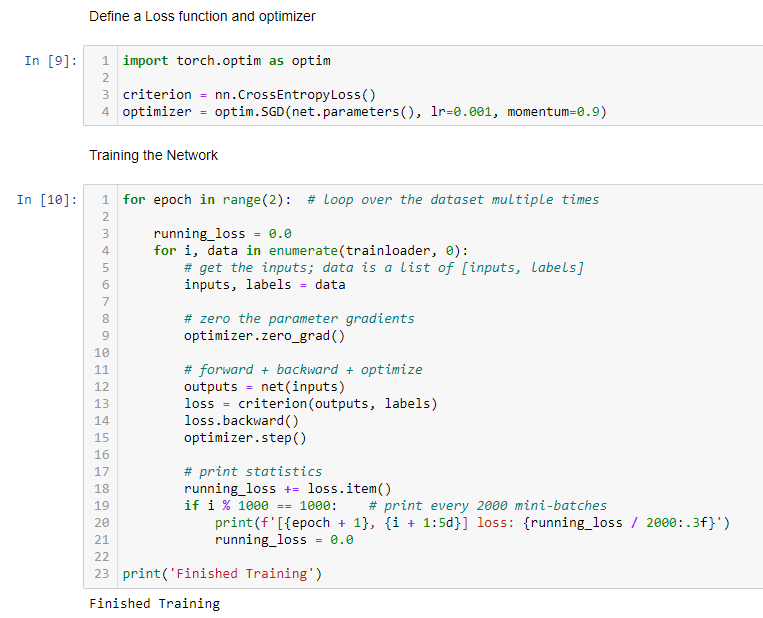 Define a Loss function and optimizer
In [9]:
1 import torch.optim as optim
2
3 criterion = nn.CrossEntropyLoss()
4 optimizer = optim.SGD(net.parameters(), lr=0.001, momentum=0.9)
Training the Network
In [10]:
1 for epoch in range(2):  # loop over the dataset multiple times
2
3     running_loss = 0.0
4     for i, data in enumerate(trainloader, 0):
5         # get the inputs; data is a list of [inputs, labels]
6         inputs, labels = data
7
8         # zero the parameter gradients
9         optimizer.zero_grad()
10
11         # forward + backward + optimize
12         outputs = net(inputs)
13         loss = criterion(outputs, labels)
14         loss.backward()
15         optimizer.step()
16
17         # print statistics
18         running_loss += loss.item()
19         if i % 1000 == 1000:    # print every 2000 mini-batches
20             print(f'[{epoch + 1}, {i + 1:5d}] loss: {running_loss / 2000:.3f}')
21             running_loss = 0.0
22
23 print('Finished Training')
Finished Training